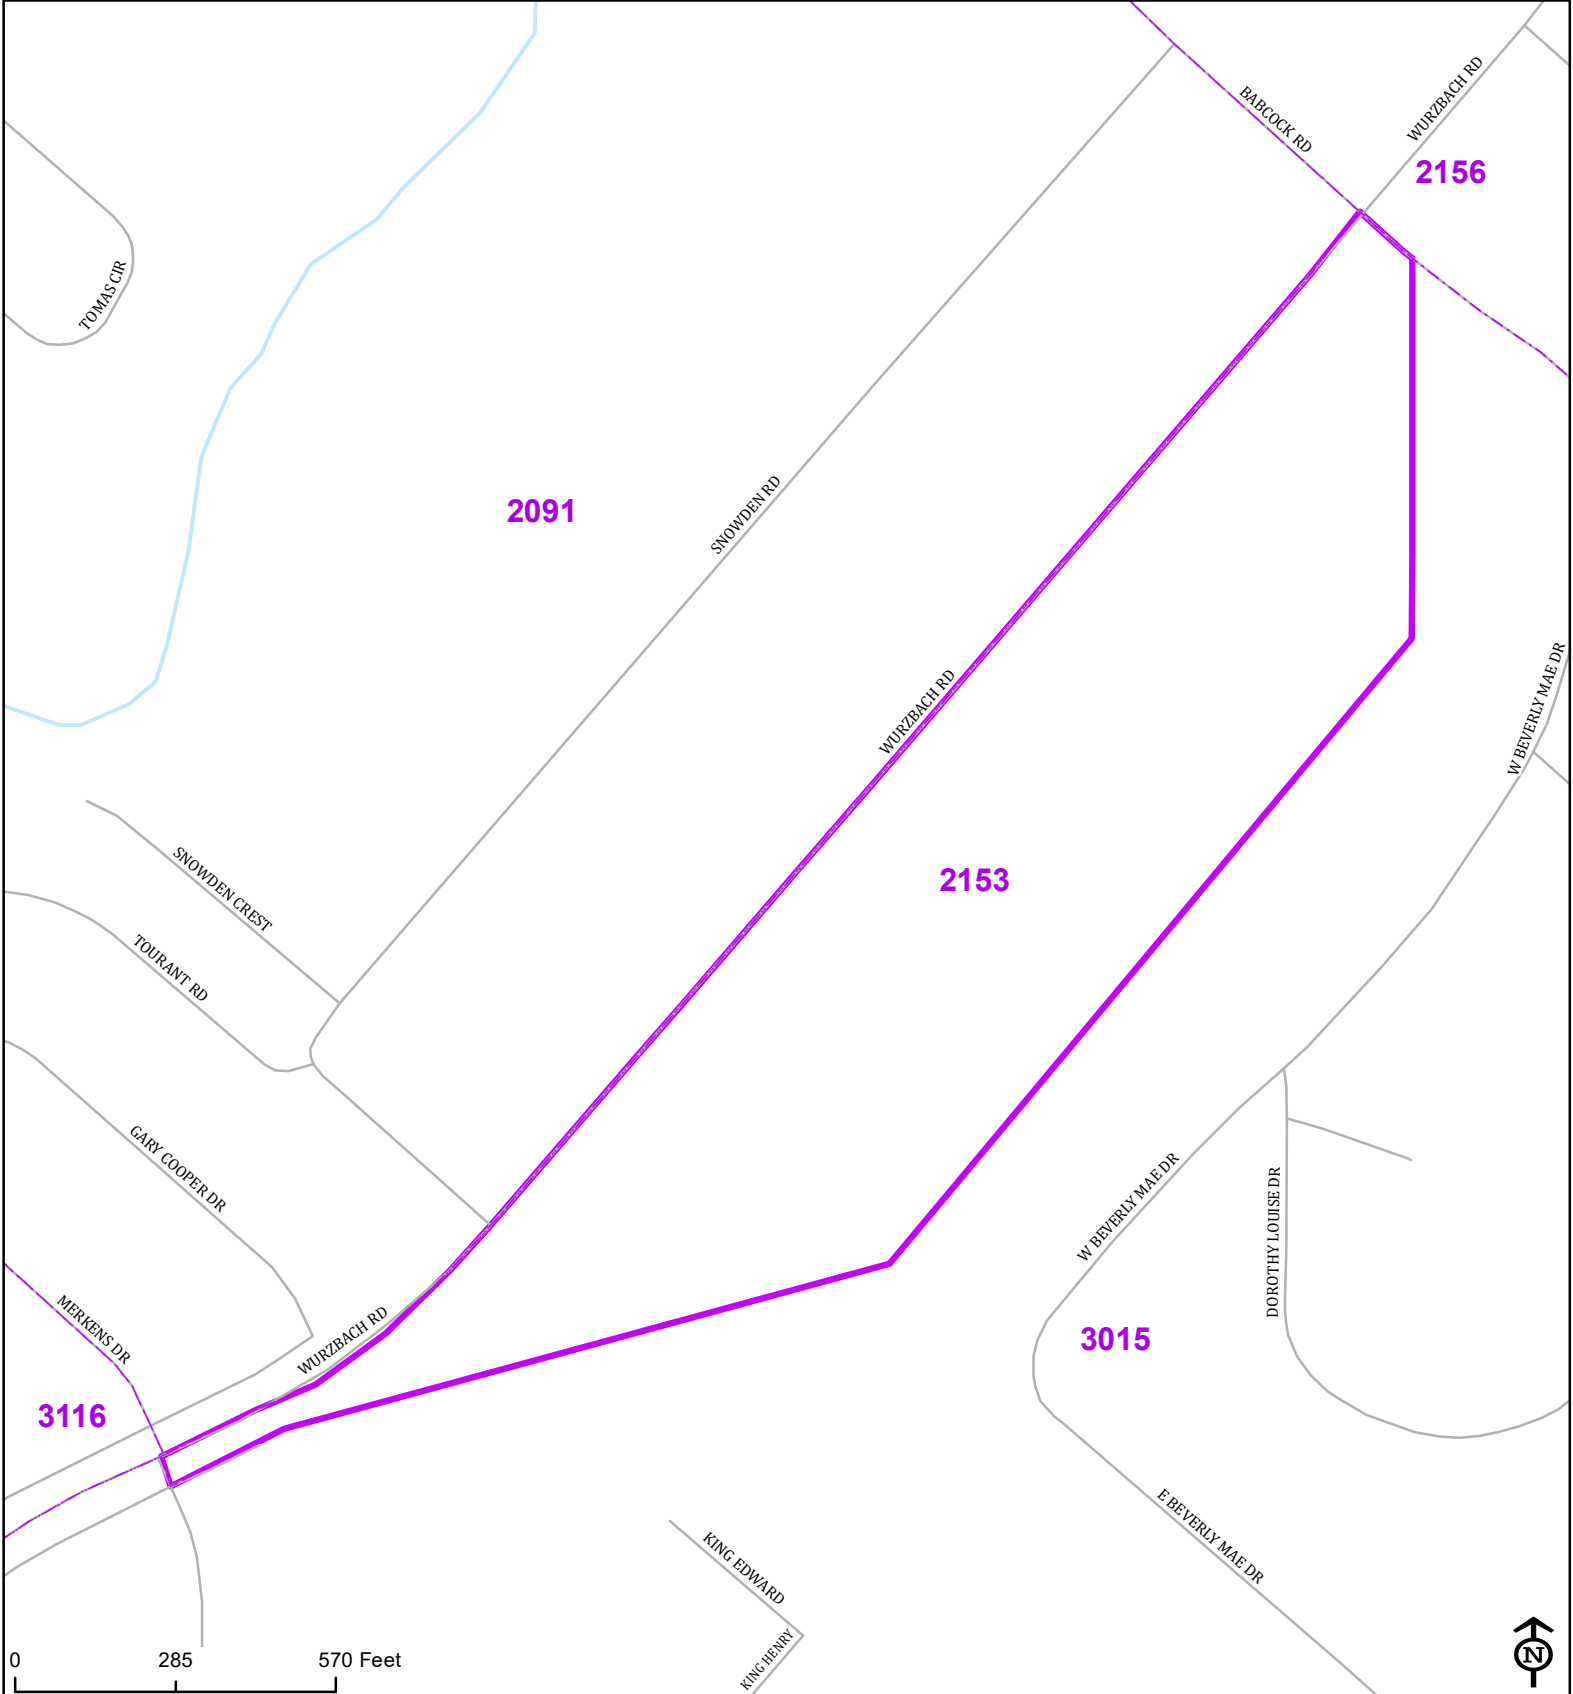 BABCOCK RD
WURZBACH RD
2156
TOMAS CIR
2091
SNOWDEN RD
WURZBACH RD
W BEVERLY MAE DR
2153
SNOWDEN CREST
TOURANT RD
GARY COOPER DR
W BEVERLY MAE DR
DOROTHY LOUISE DR
MERKENS DR
WURZBACH RD
3015
3116
E BEVERLY MAE DR
KING EDWARD
KING HENRY
0 285 570 Feet
N